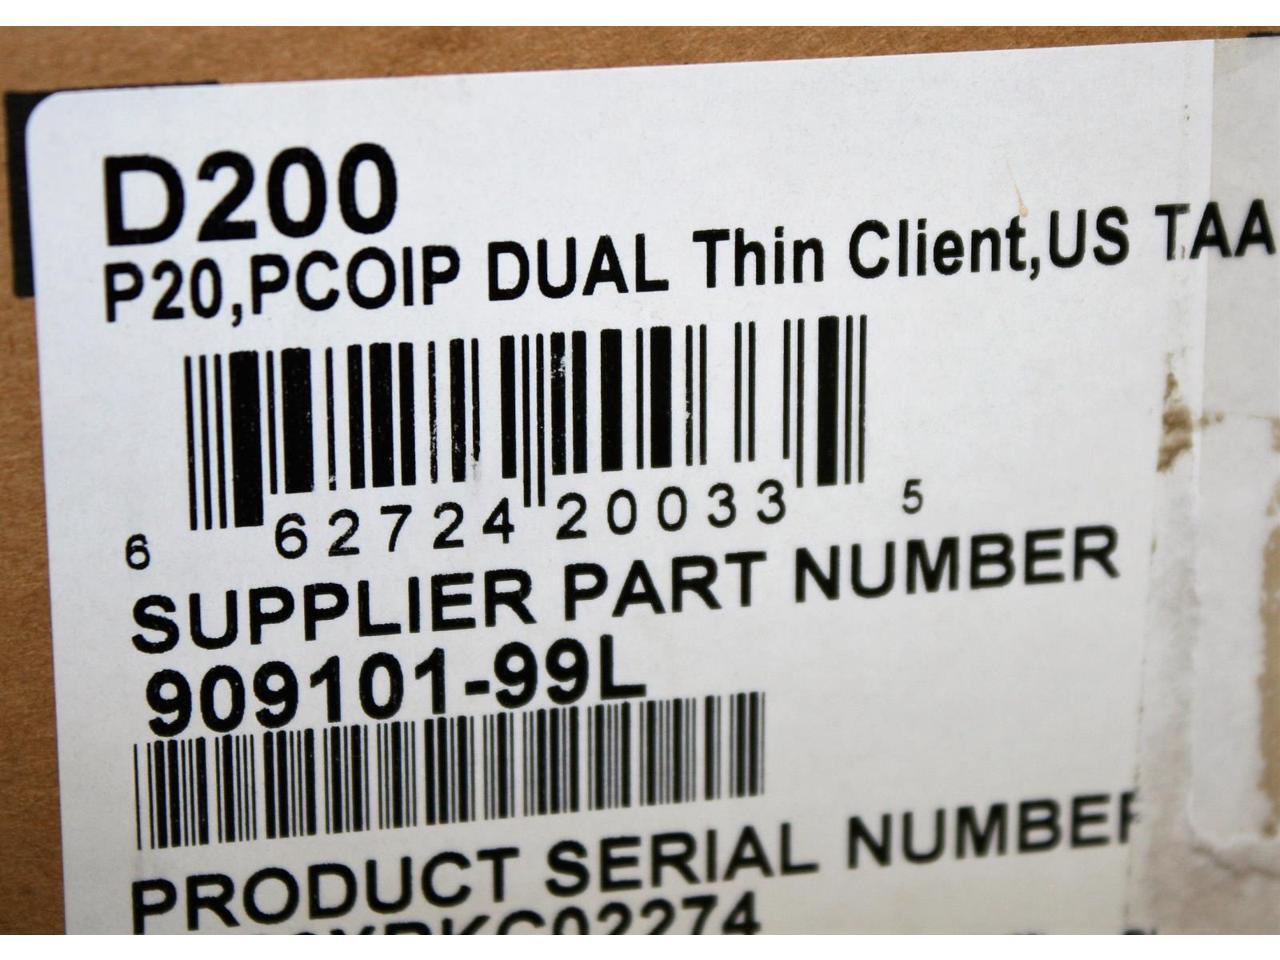 D200
P20,PCOIP DUAL Thin Client,US TAA
6 62724 20033 5
SUPPLIER PART NUMBER
909101-99L
PRODUCT SERIAL NUMBER